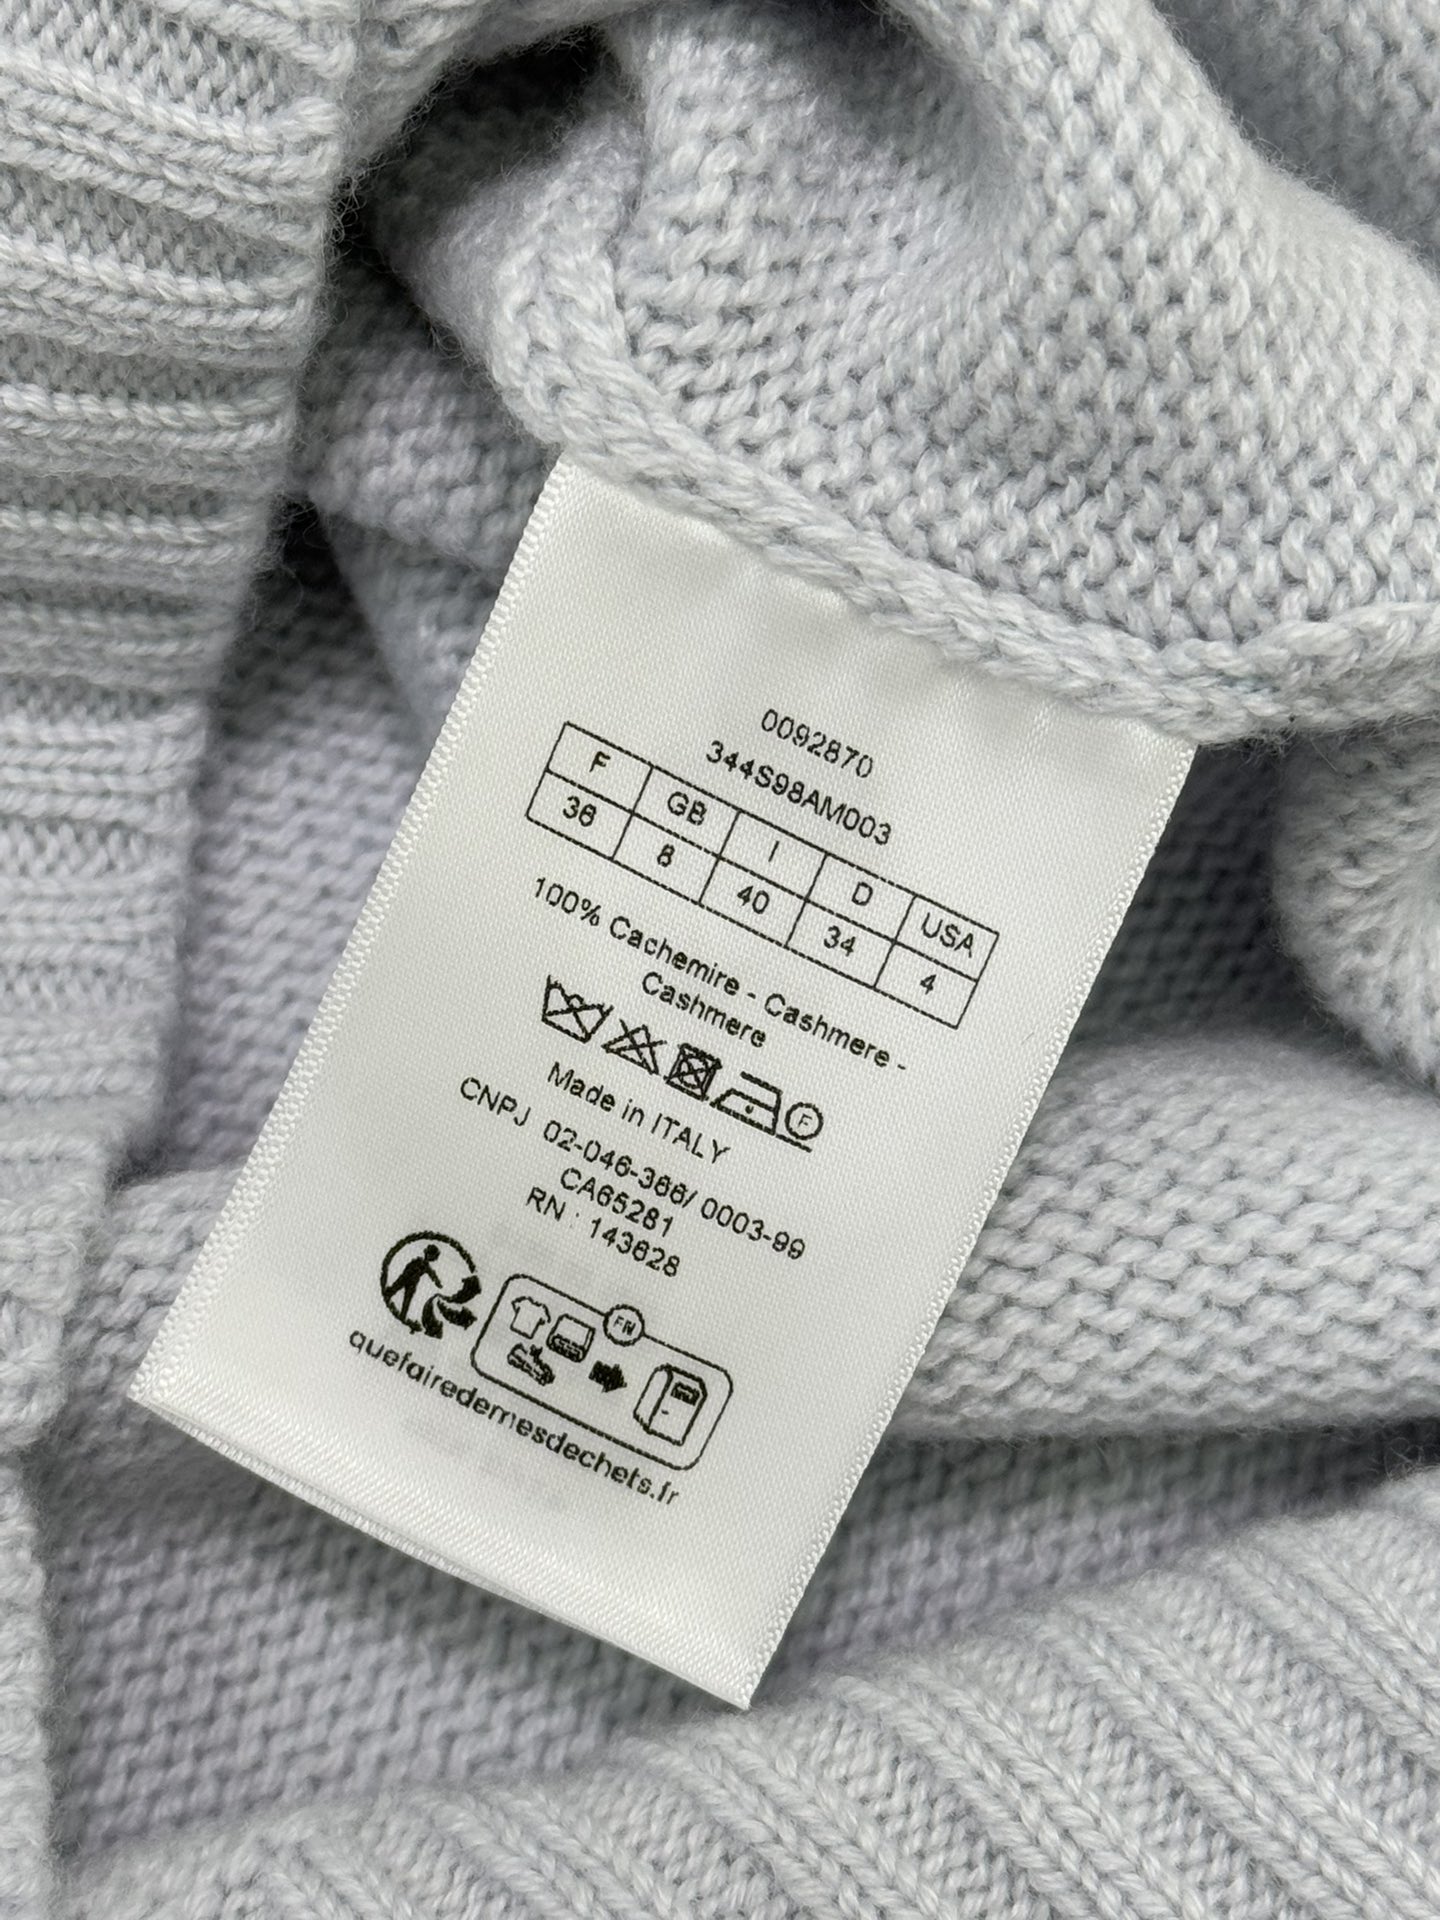 0092870
344S98AM003
F GB I D USA
36 8 40 34 4
100% Cachemire - Cashmere -
Cashmere
F
Made in ITALY
CNPJ 02-046-366/ 0003-99
CA65281
RN : 143628
FR
quefairedemesdechets.fr